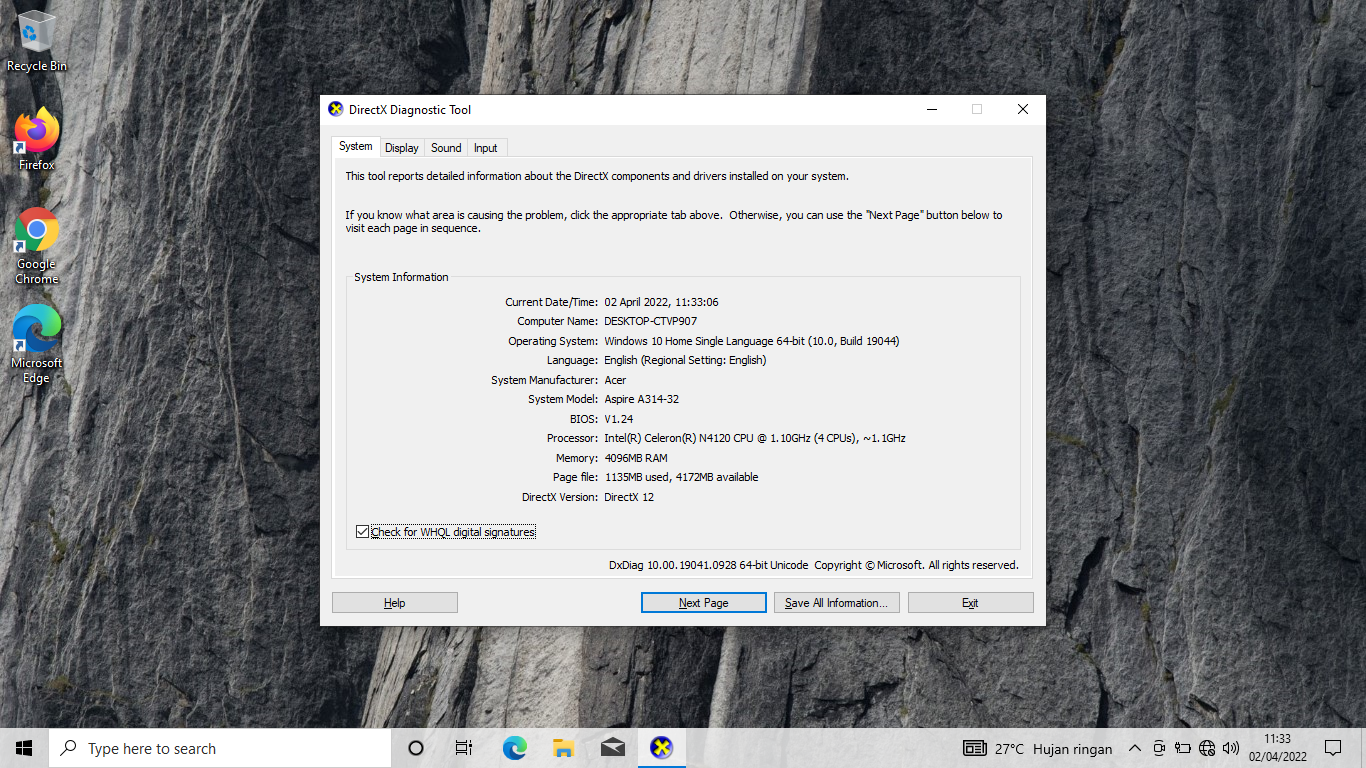 Recycle Bin
Firefox
Google
Chrome
Microsoft
Edge
DirectX Diagnostic Tool
System Display Sound Input
This tool reports detailed information about the DirectX components and drivers installed on your system.
If you know what area is causing the problem, click the appropriate tab above.  Otherwise, you can use the "Next Page" button below to
visit each page in sequence.
System Information
Current Date/Time: 02 April 2022, 11:33:06
Computer Name: DESKTOP-CTVP907
Operating System: Windows 10 Home Single Language 64-bit (10.0, Build 19044)
Language: English (Regional Setting: English)
System Manufacturer: Acer
System Model: Aspire A314-32
BIOS: V1.24
Processor: Intel(R) Celeron(R) N4120 CPU @ 1.10GHz (4 CPUs), ~1.1GHz
Memory: 4096MB RAM
Page file: 1135MB used, 4172MB available
DirectX Version: DirectX 12
Check for WHQL digital signatures
DxDiag 10.00.19041.0928 64-bit Unicode  Copyright © Microsoft. All rights reserved.
Help Next Page Save All Information... Exit
Type here to search
27°C Hujan ringan
11:33
02/04/2022